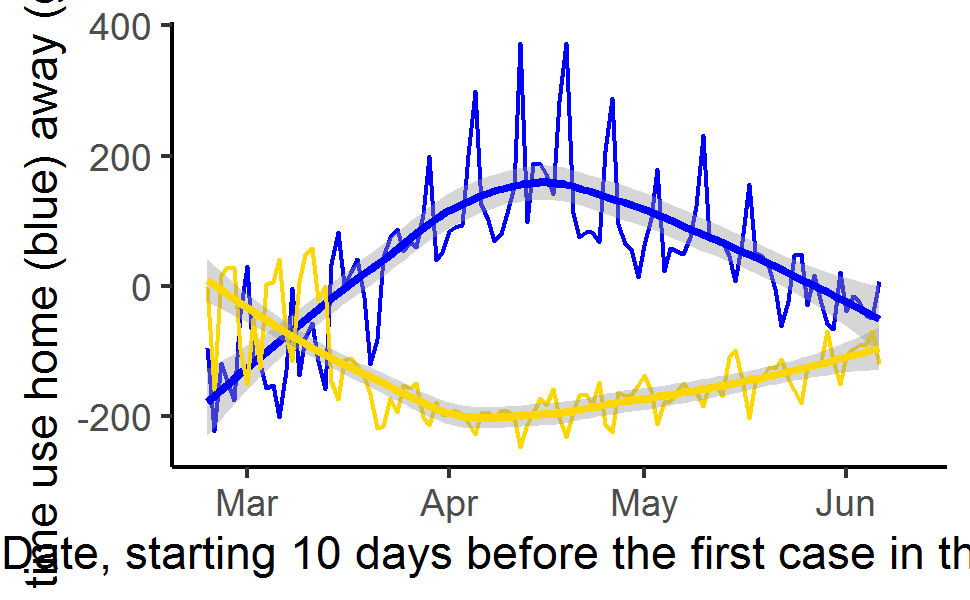 time use home (blue) away (
400
200
0
-200
Mar Apr May Jun
Date, starting 10 days before the first case in th